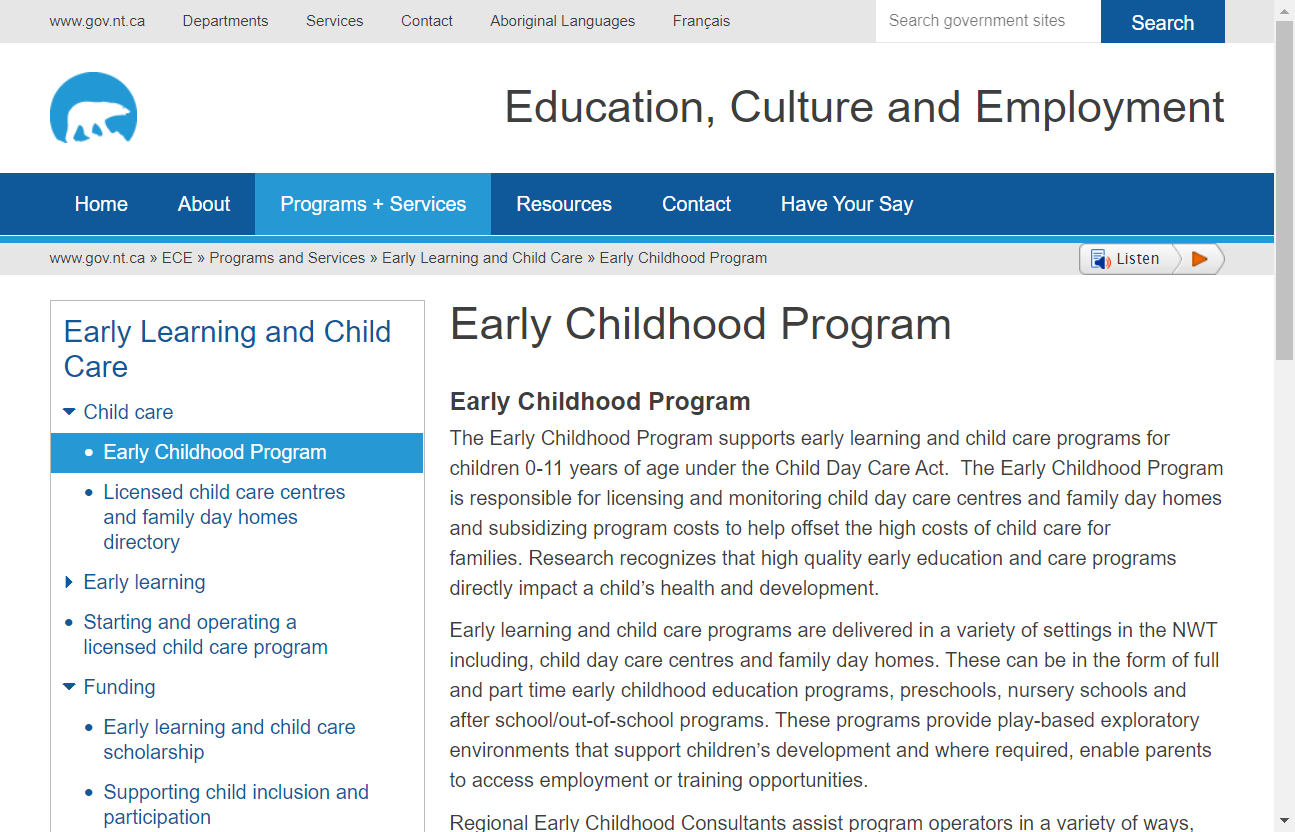 www.gov.nt.ca Departments Services Contact Aboriginal Languages Français Search government sites Search
Education, Culture and Employment
Home About Programs + Services Resources Contact Have Your Say
www.gov.nt.ca » ECE » Programs and Services » Early Learning and Child Care » Early Childhood Program Listen
Early Learning and Child
Care
Child care
Early Childhood Program
Licensed child care centres
and family day homes
directory
Early learning
Starting and operating a
licensed child care program
Funding
Early learning and child care
scholarship
Supporting child inclusion and
participation
Early Childhood Program
Early Childhood Program
The Early Childhood Program supports early learning and child care programs for
children 0-11 years of age under the Child Day Care Act.  The Early Childhood Program
is responsible for licensing and monitoring child day care centres and family day homes
and subsidizing program costs to help offset the high costs of child care for
families. Research recognizes that high quality early education and care programs
directly impact a child’s health and development.
Early learning and child care programs are delivered in a variety of settings in the NWT
including, child day care centres and family day homes. These can be in the form of full
and part time early childhood education programs, preschools, nursery schools and
after school/out-of-school programs. These programs provide play-based exploratory
environments that support children’s development and where required, enable parents
to access employment or training opportunities.
Regional Early Childhood Consultants assist program operators in a variety of ways,